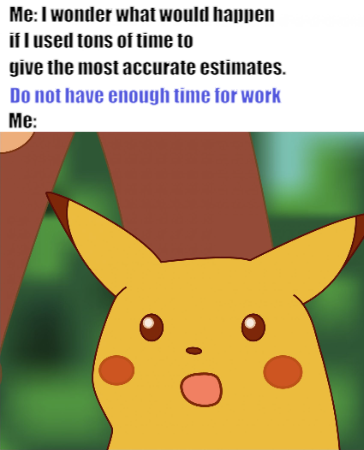 Me: I wonder what would happen
if I used tons of time to
give the most accurate estimates.
Do not have enough time for work
Me: